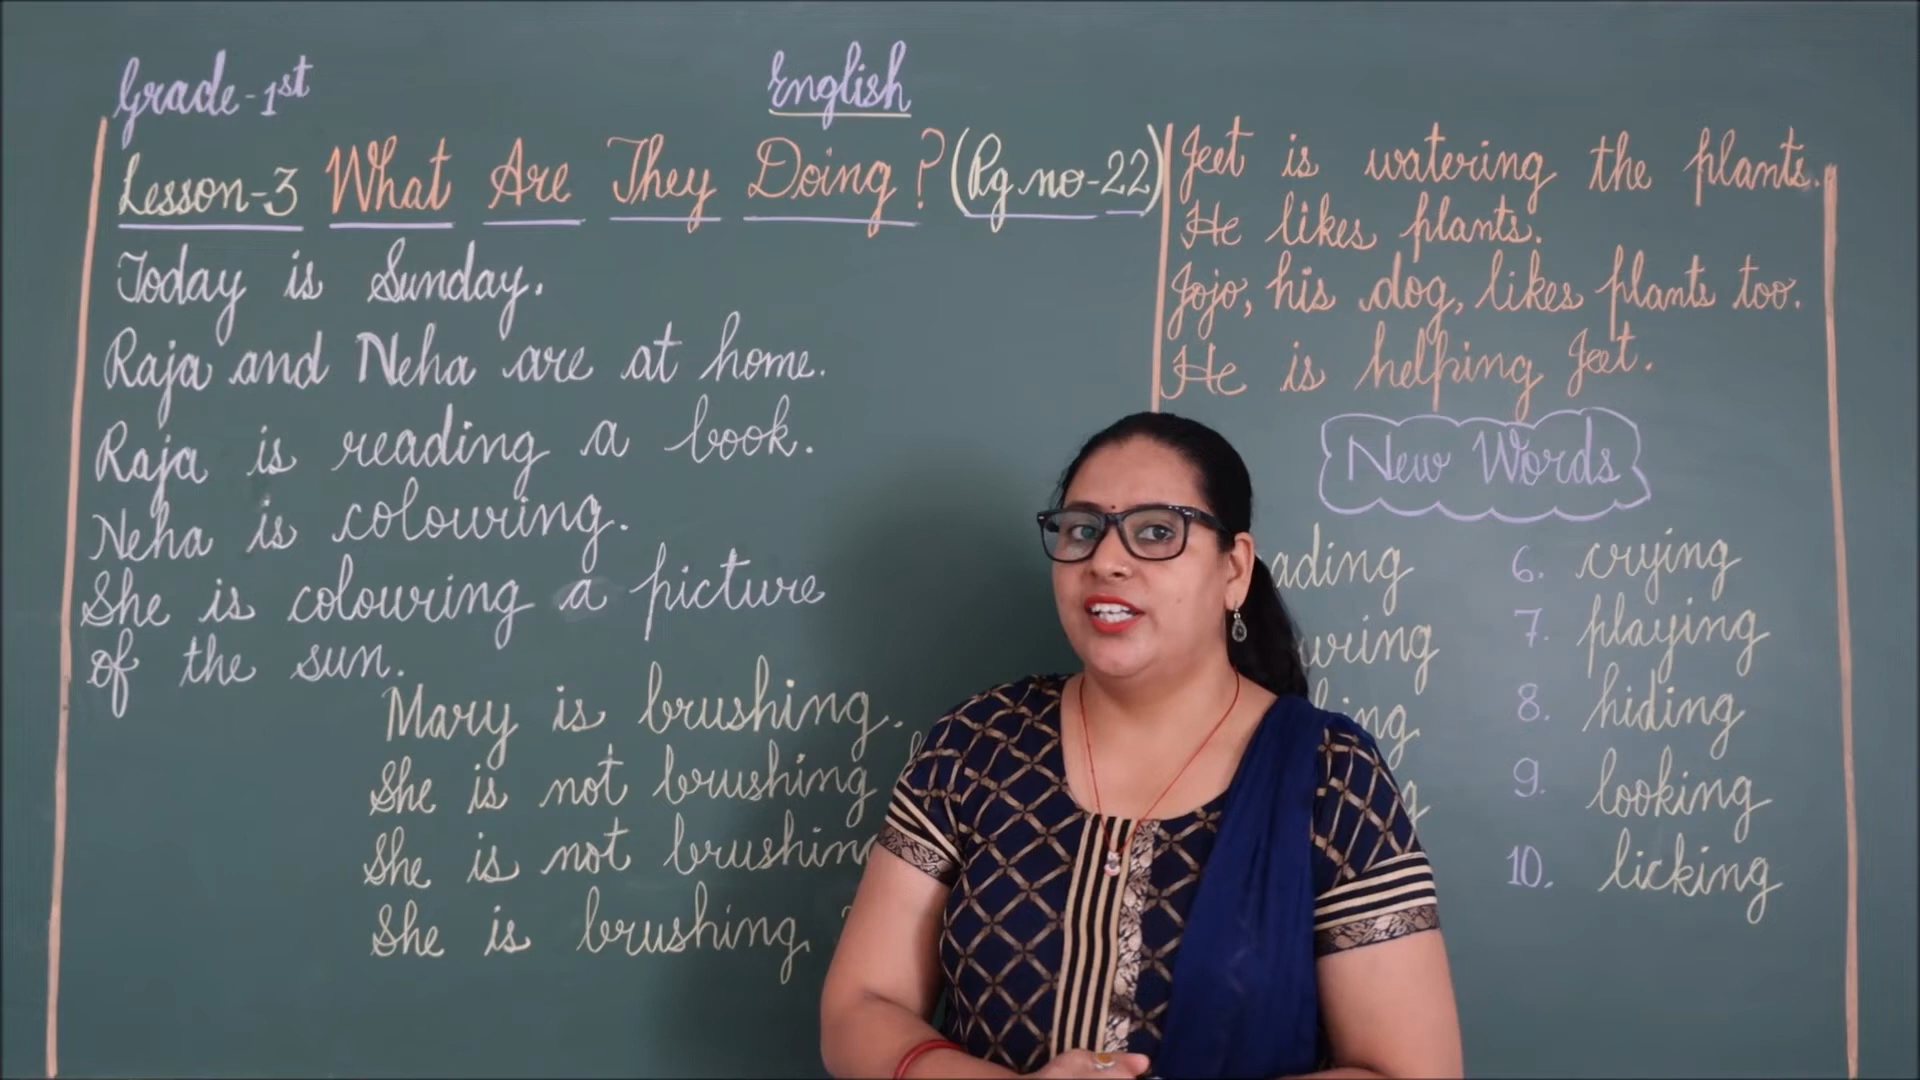 Grade-1st
English
Lesson-3 What Are They Doing? (Pg.no-22)
Today is Sunday.
Raja and Neha are at home.
Raja is reading a book.
Neha is colouring.
She is colouring a picture
of the sun.
Mary is brushing.
She is not brushing
She is not brushing
She is brushing
Jeet is watering the plants.
He likes plants.
Jojo, his dog, likes plants too.
He is helping Jeet.
New Words
6. crying
7. playing
8. hiding
9. looking
10. licking